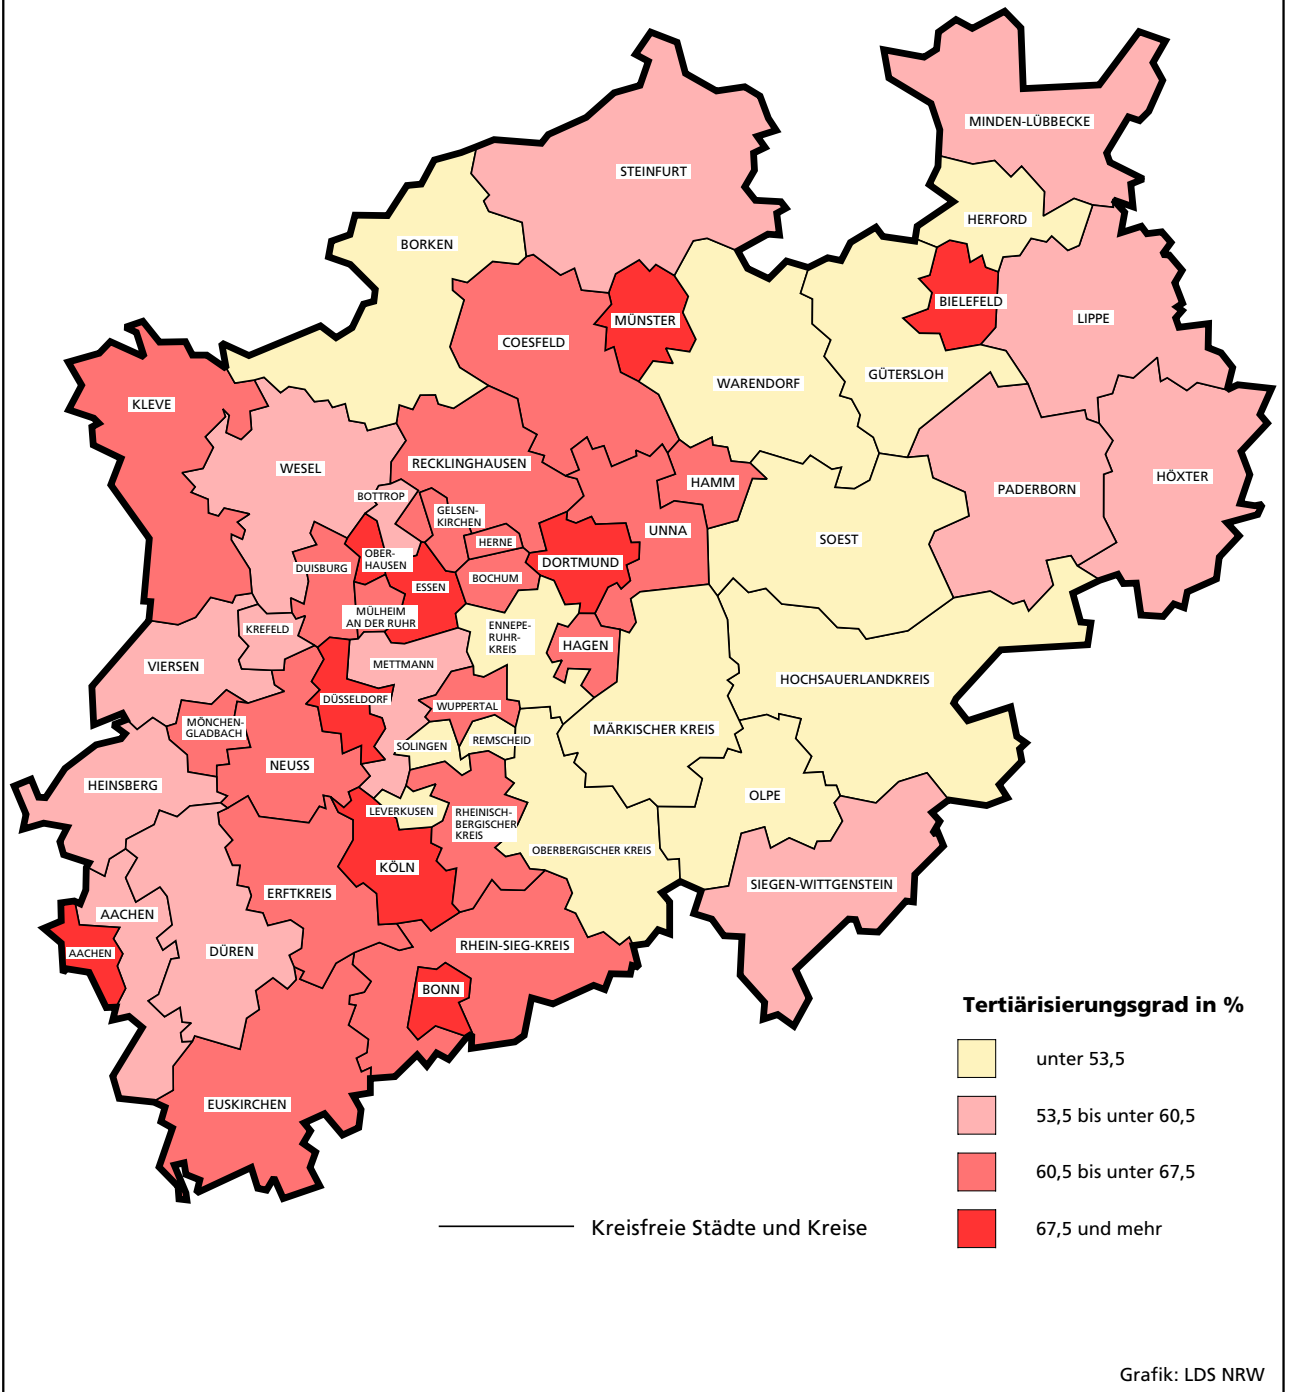 MINDEN-LÜBBECKE
STEINFURT
HERFORD
BORKEN
BIELEFELD
LIPPE
MÜNSTER
COESFELD
GÜTERSLOH
WARENDORF
KLEVE
RECKLINGHAUSEN
WESEL
HÖXTER
HAMM
PADERBORN
BOTTROP
GELSEN-
KIRCHEN
UNNA
SOEST
HERNE
OBER-
HAUSEN
DORTMUND
DUISBURG
BOCHUM
ESSEN
MÜLHEIM
AN DER RUHR
KREFELD
ENNEPE-
RUHR-
KREIS
HAGEN
VIERSEN
METTMANN
HOCHSAUERLANDKREIS
DÜSSELDORF
WUPPERTAL
MÖNCHEN-
GLADBACH
MÄRKISCHER KREIS
SOLINGEN
REMSCHEID
NEUSS
HEINSBERG
OLPE
LEVERKUSEN
RHEINISCH-
BERGISCHER
KREIS
OBERBERGISCHER KREIS
KÖLN
SIEGEN-WITTGENSTEIN
ERFTKREIS
AACHEN
RHEIN-SIEG-KREIS
DÜREN
AACHEN
BONN
EUSKIRCHEN
Tertiärisierungsgrad in %
unter 53,5
53,5 bis unter 60,5
60,5 bis unter 67,5
67,5 und mehr
Kreisfreie Städte und Kreise
Grafik: LDS NRW